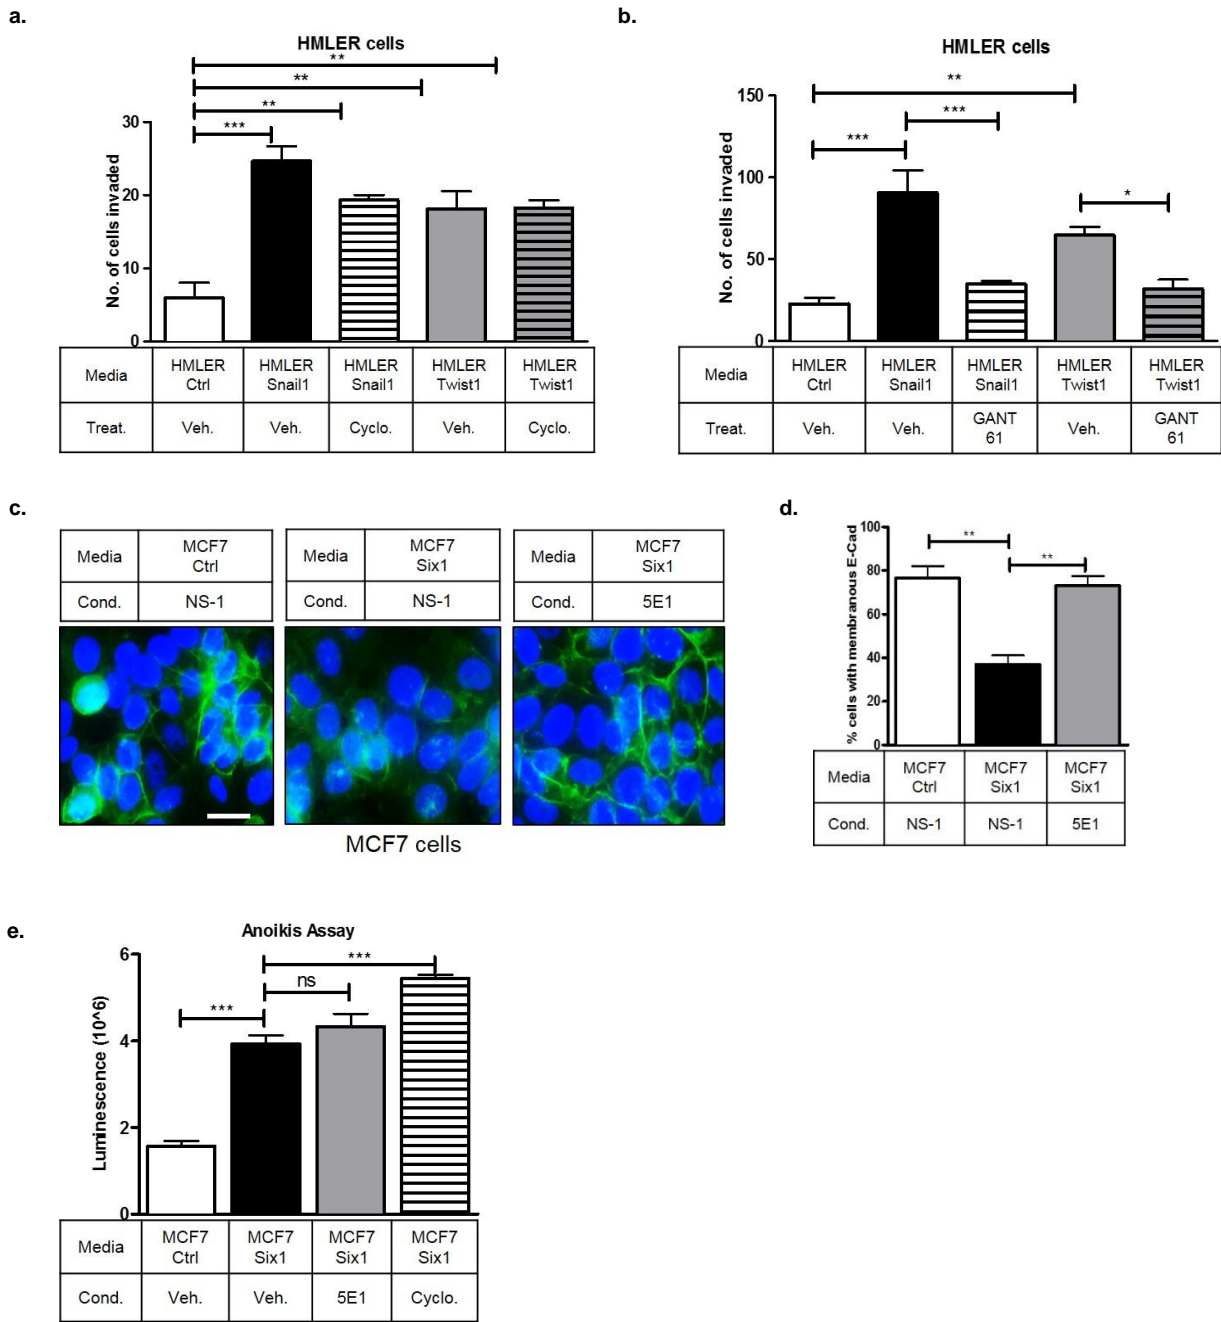 a.
HMLER cells
**
**
**
***
No. of cells invaded
30
20
10
0
Media HMLER Ctrl HMLER Snail1 HMLER Snail1 HMLER Twist1 HMLER Twist1
Treat. Veh. Veh. Cyclo. Veh. Cyclo.
b.
HMLER cells
**
***
***
*
No. of cells invaded
150
100
50
0
Media HMLER Ctrl HMLER Snail1 HMLER Snail1 HMLER Twist1 HMLER Twist1
Treat. Veh. Veh. GANT 61 Veh. GANT 61
c.
Media MCF7 Ctrl
Cond. NS-1
Media MCF7 Six1
Cond. NS-1
Media MCF7 Six1
Cond. 5E1
MCF7 cells
d.
**
**
% cells with membranous E-Cad
100
80
60
40
20
0
Media MCF7 Ctrl MCF7 Six1 MCF7 Six1
Cond. NS-1 NS-1 5E1
e.
Anoikis Assay
***
ns
***
Luminescence (10^6)
6
4
2
0
Media MCF7 Ctrl MCF7 Six1 MCF7 Six1 MCF7 Six1
Cond. Veh. Veh. 5E1 Cyclo.